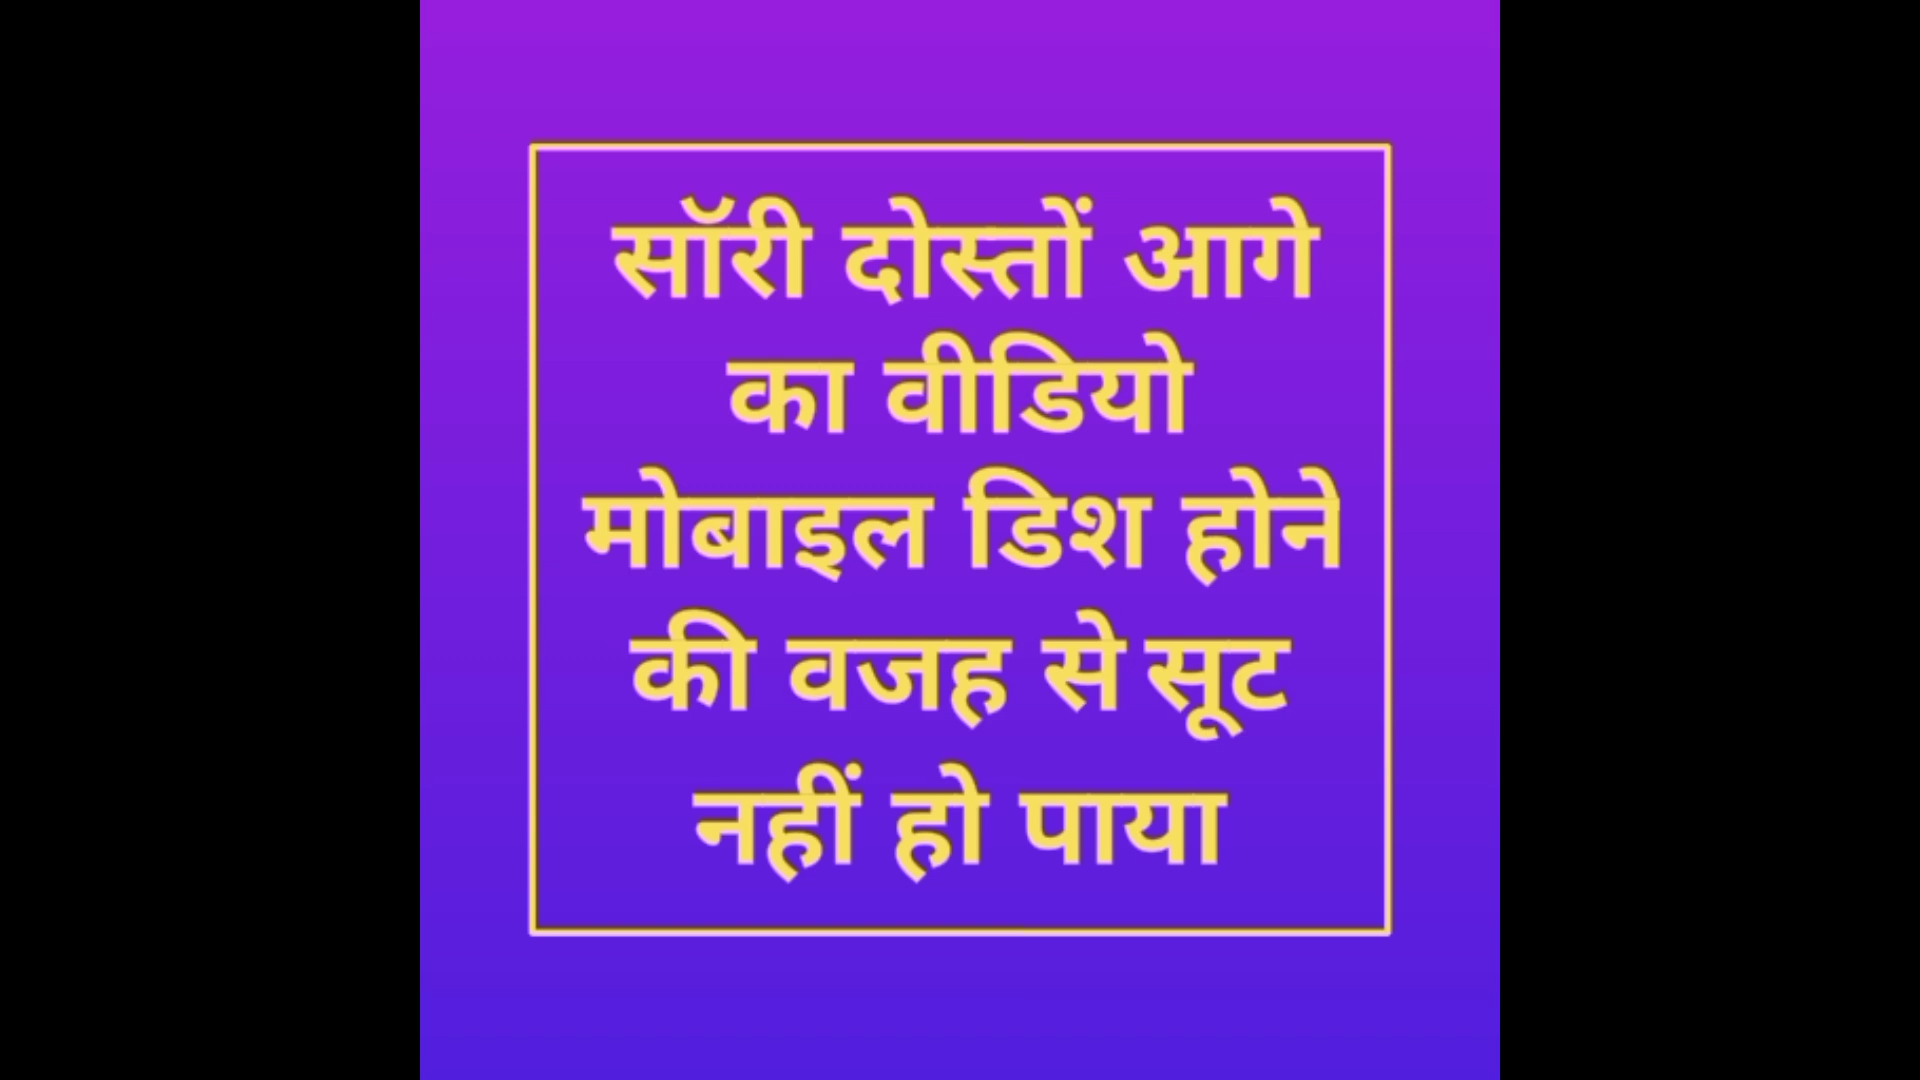 सॉरी दोस्तों आगे
का वीडियो
मोबाइल डिश होने
की वजह से सूट
नहीं हो पाया